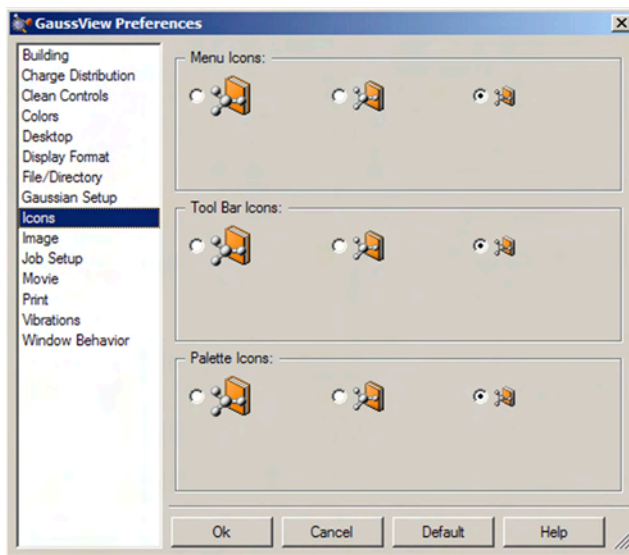 GaussView Preferences
Building
Charge Distribution
Clean Controls
Colors
Desktop
Display Format
File/Directory
Gaussian Setup
Icons
Image
Job Setup
Movie
Print
Vibrations
Window Behavior
Menu Icons:
Tool Bar Icons:
Palette Icons:
Ok Cancel Default Help